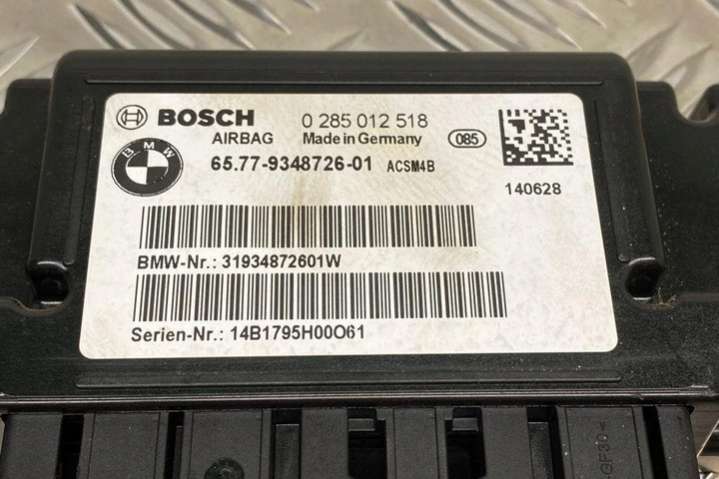 BOSCH 0 285 012 518
AIRBAG Made in Germany 085
BMW 65.77-9348726-01 ACSM4B
140628
BMW-Nr.: 31934872601W
Serien-Nr.: 14B1795H00O61